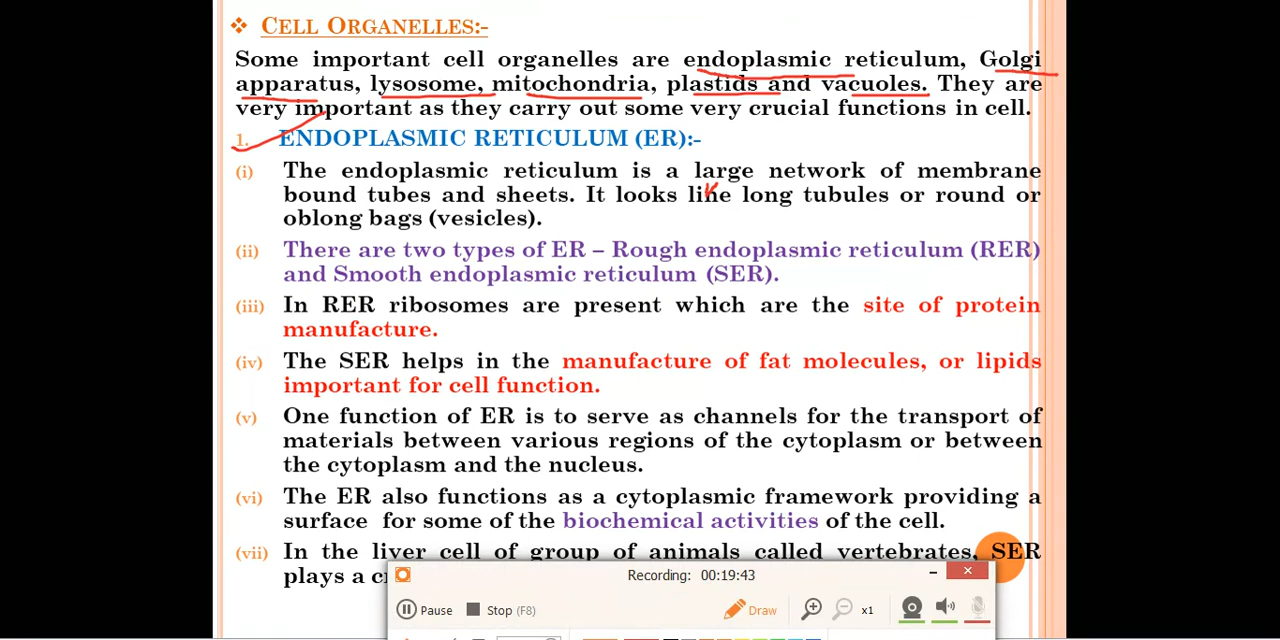 ❖ CELL ORGANELLES:-
Some important cell organelles are endoplasmic reticulum, Golgi
apparatus, lysosome, mitochondria, plastids and vacuoles. They are
very important as they carry out some very crucial functions in cell.
1. ENDOPLASMIC RETICULUM (ER):-
(i) The endoplasmic reticulum is a large network of membrane
bound tubes and sheets. It looks line long tubules or round or
oblong bags (vesicles).
(ii) There are two types of ER – Rough endoplasmic reticulum (RER)
and Smooth endoplasmic reticulum (SER).
(iii) In RER ribosomes are present which are the site of protein
manufacture.
(iv) The SER helps in the manufacture of fat molecules, or lipids
important for cell function.
(v) One function of ER is to serve as channels for the transport of
materials between various regions of the cytoplasm or between
the cytoplasm and the nucleus.
(vi) The ER also functions as a cytoplasmic framework providing a
surface for some of the biochemical activities of the cell.
(vii) In the liver cell of group of animals called vertebrates, SER
plays a
Recording: 00:19:43
Pause Stop (F8) Draw x1